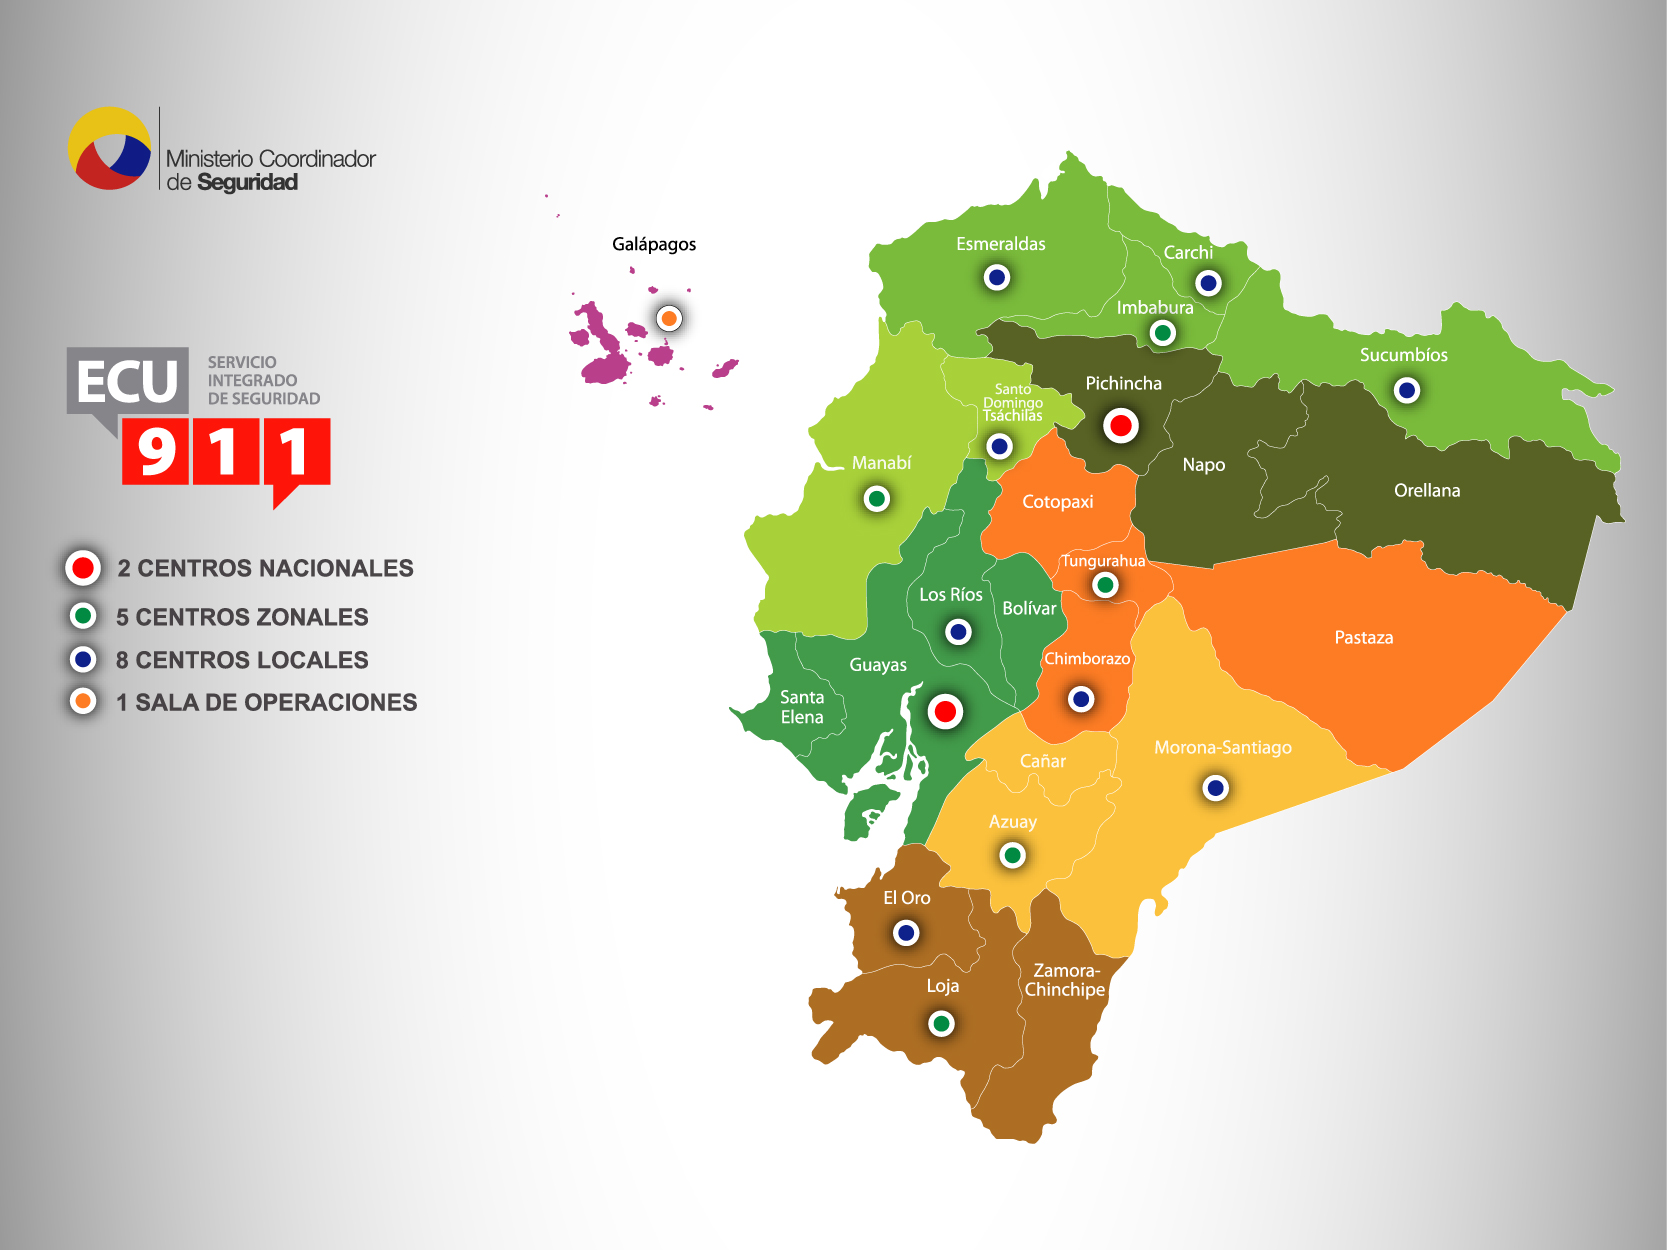 Ministerio Coordinador
de Seguridad
ECU
911
SERVICIO
INTEGRADO
DE SEGURIDAD
2 CENTROS NACIONALES
5 CENTROS ZONALES
8 CENTROS LOCALES
1 SALA DE OPERACIONES
Galápagos
Esmeraldas
Carchi
Imbabura
Sucumbíos
Pichincha
Santo
Domingo
Tsáchilas
Manabí
Napo
Orellana
Cotopaxi
Tungurahua
Los Ríos
Bolívar
Pastaza
Guayas
Chimborazo
Santa
Elena
Morona-Santiago
Cañar
Azuay
El Oro
Zamora-
Chinchipe
Loja